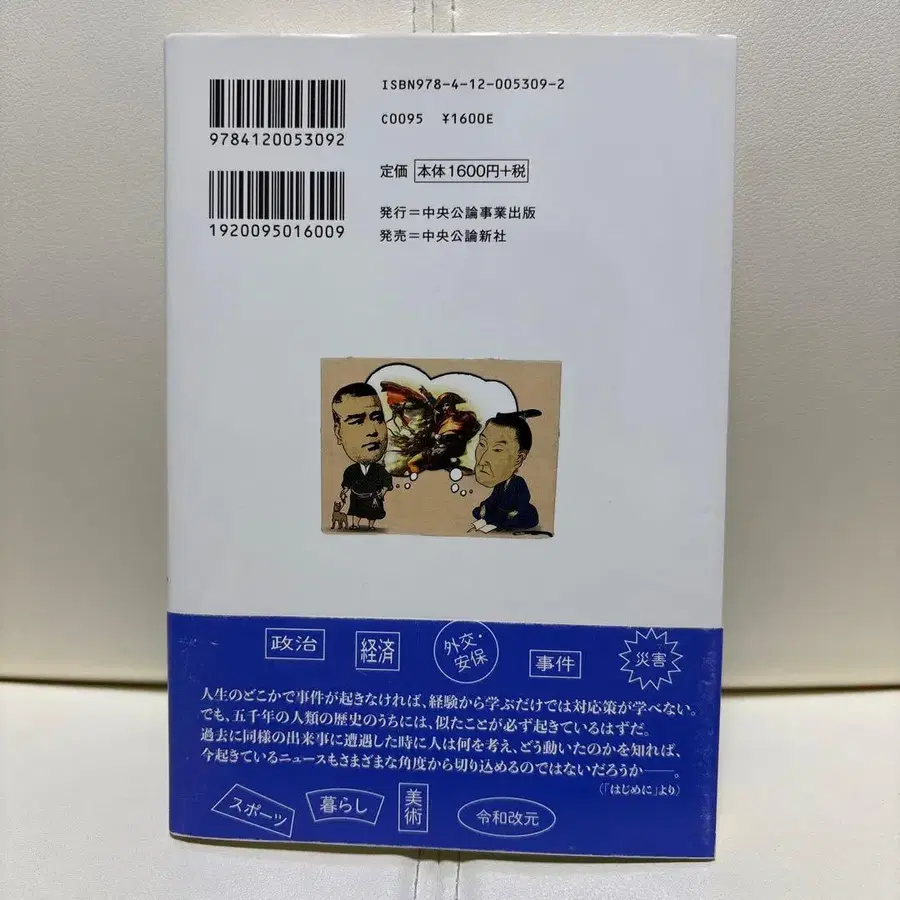 ISBN978-4-12-005309-2
C0095 ¥1600E
9784120053092
定価 本体1600円+税
1920095016009
発行=中央公論事業出版
発売=中央公論新社
政治
経済
外交・
安保
事件
災害
人生のどこかで事件が起きなければ、経験から学ぶだけでは対応策が学べない。
でも、五千年の人類の歴史のうちには、似たことが必ず起きているはずだ。
過去に同様の出来事に遭遇した時に人は何を考え、どう動いたのかを知れば、
今起きているニュースもさまざまな角度から切り込めるのではないだろうか――。
(「はじめに」より)
スポーツ
暮らし
美術
令和改元